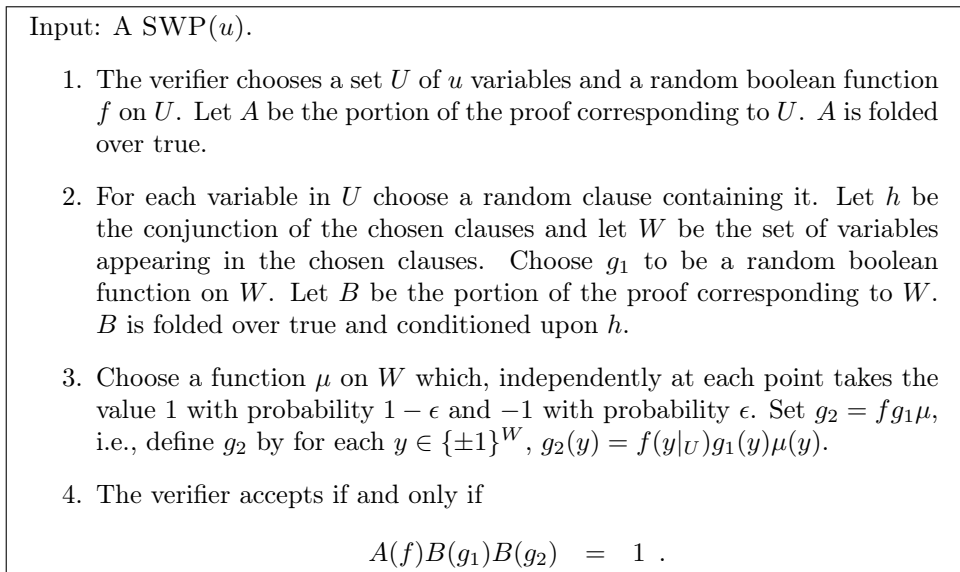 Input: A SWP(u).
1. The verifier chooses a set U of u variables and a random boolean function
f on U. Let A be the portion of the proof corresponding to U. A is folded
over true.
2. For each variable in U choose a random clause containing it. Let h be
the conjunction of the chosen clauses and let W be the set of variables
appearing in the chosen clauses. Choose g₁ to be a random boolean
function on W. Let B be the portion of the proof corresponding to W.
B is folded over true and conditioned upon h.
3. Choose a function μ on W which, independently at each point takes the
value 1 with probability 1 − ϵ and −1 with probability ϵ. Set g₂ = fg₁μ,
i.e., define g₂ by for each y ∈ {±1}^W, g₂(y) = f(y|_U)g₁(y)μ(y).
4. The verifier accepts if and only if
A(f)B(g₁)B(g₂) = 1 .